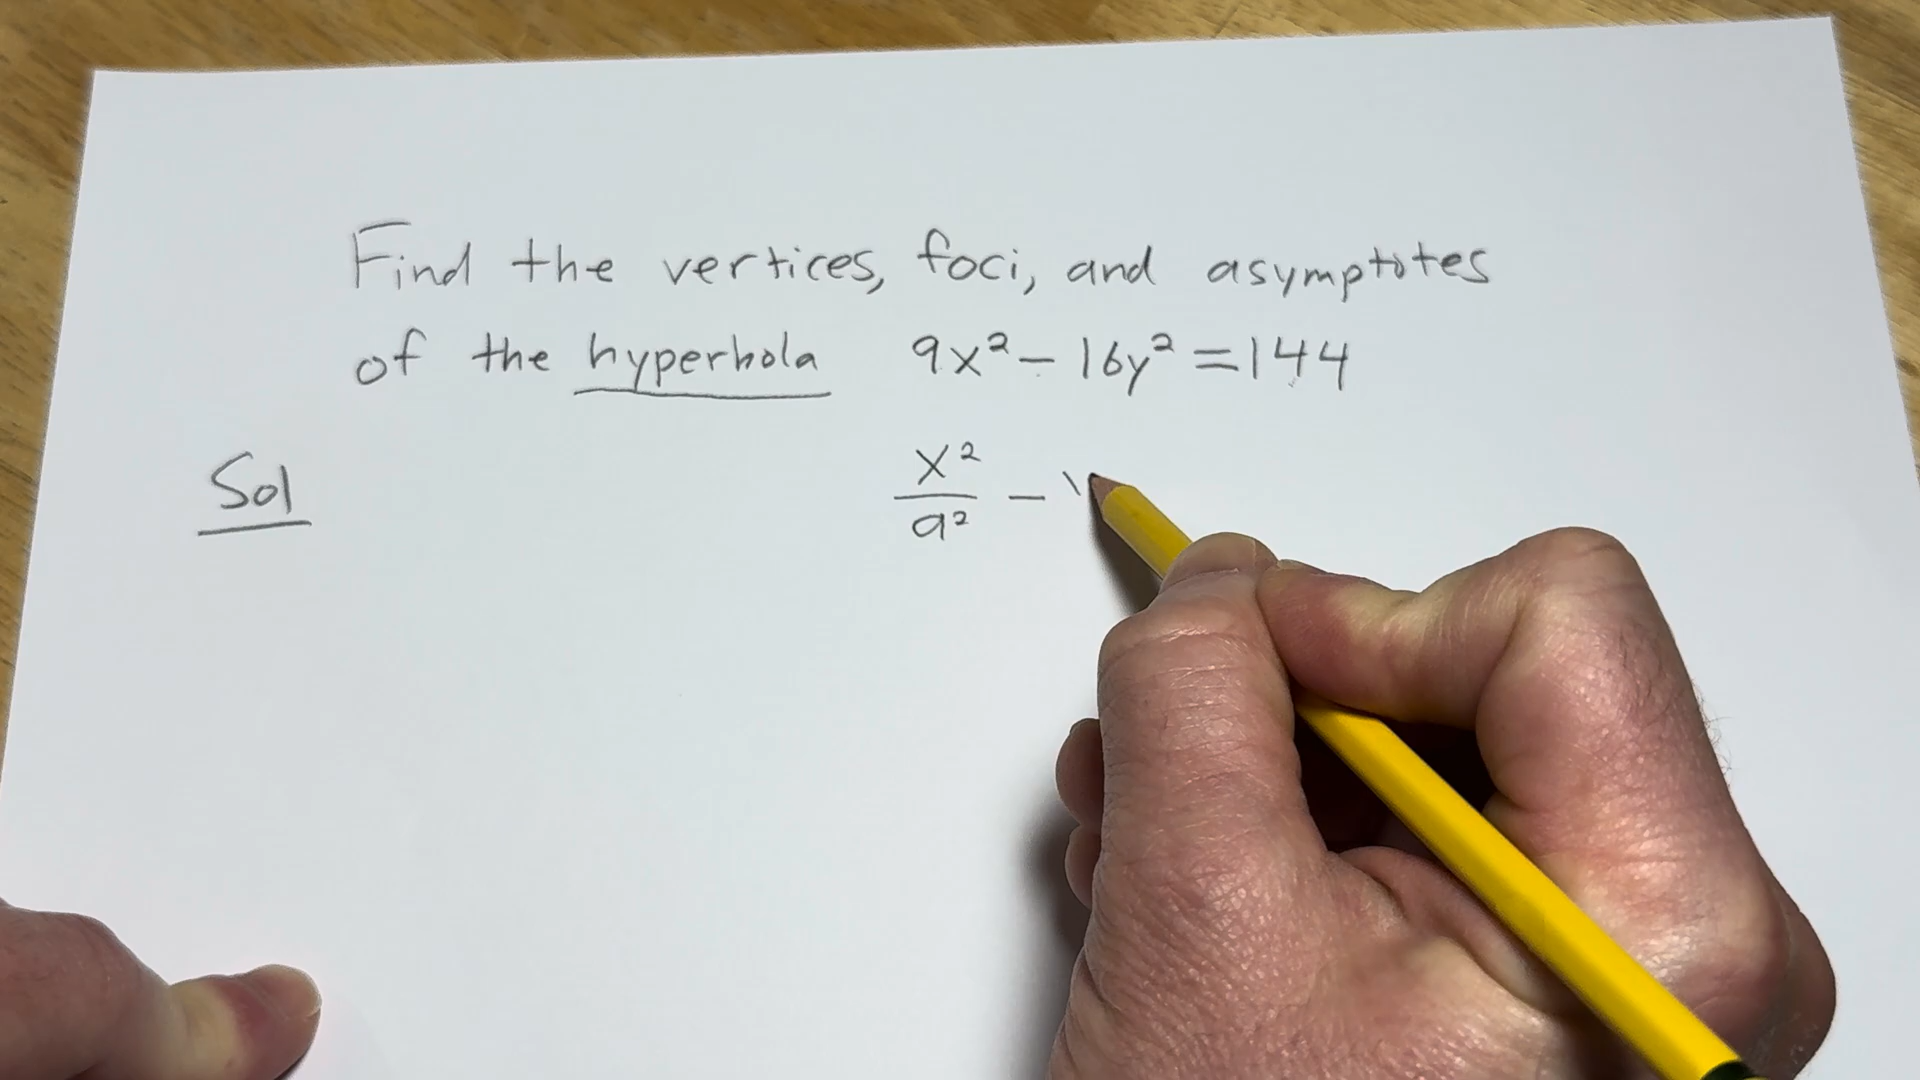 Find the vertices, foci, and asymptotes
of the hyperbola 9x² - 16y² = 144
Sol
x²/a² -